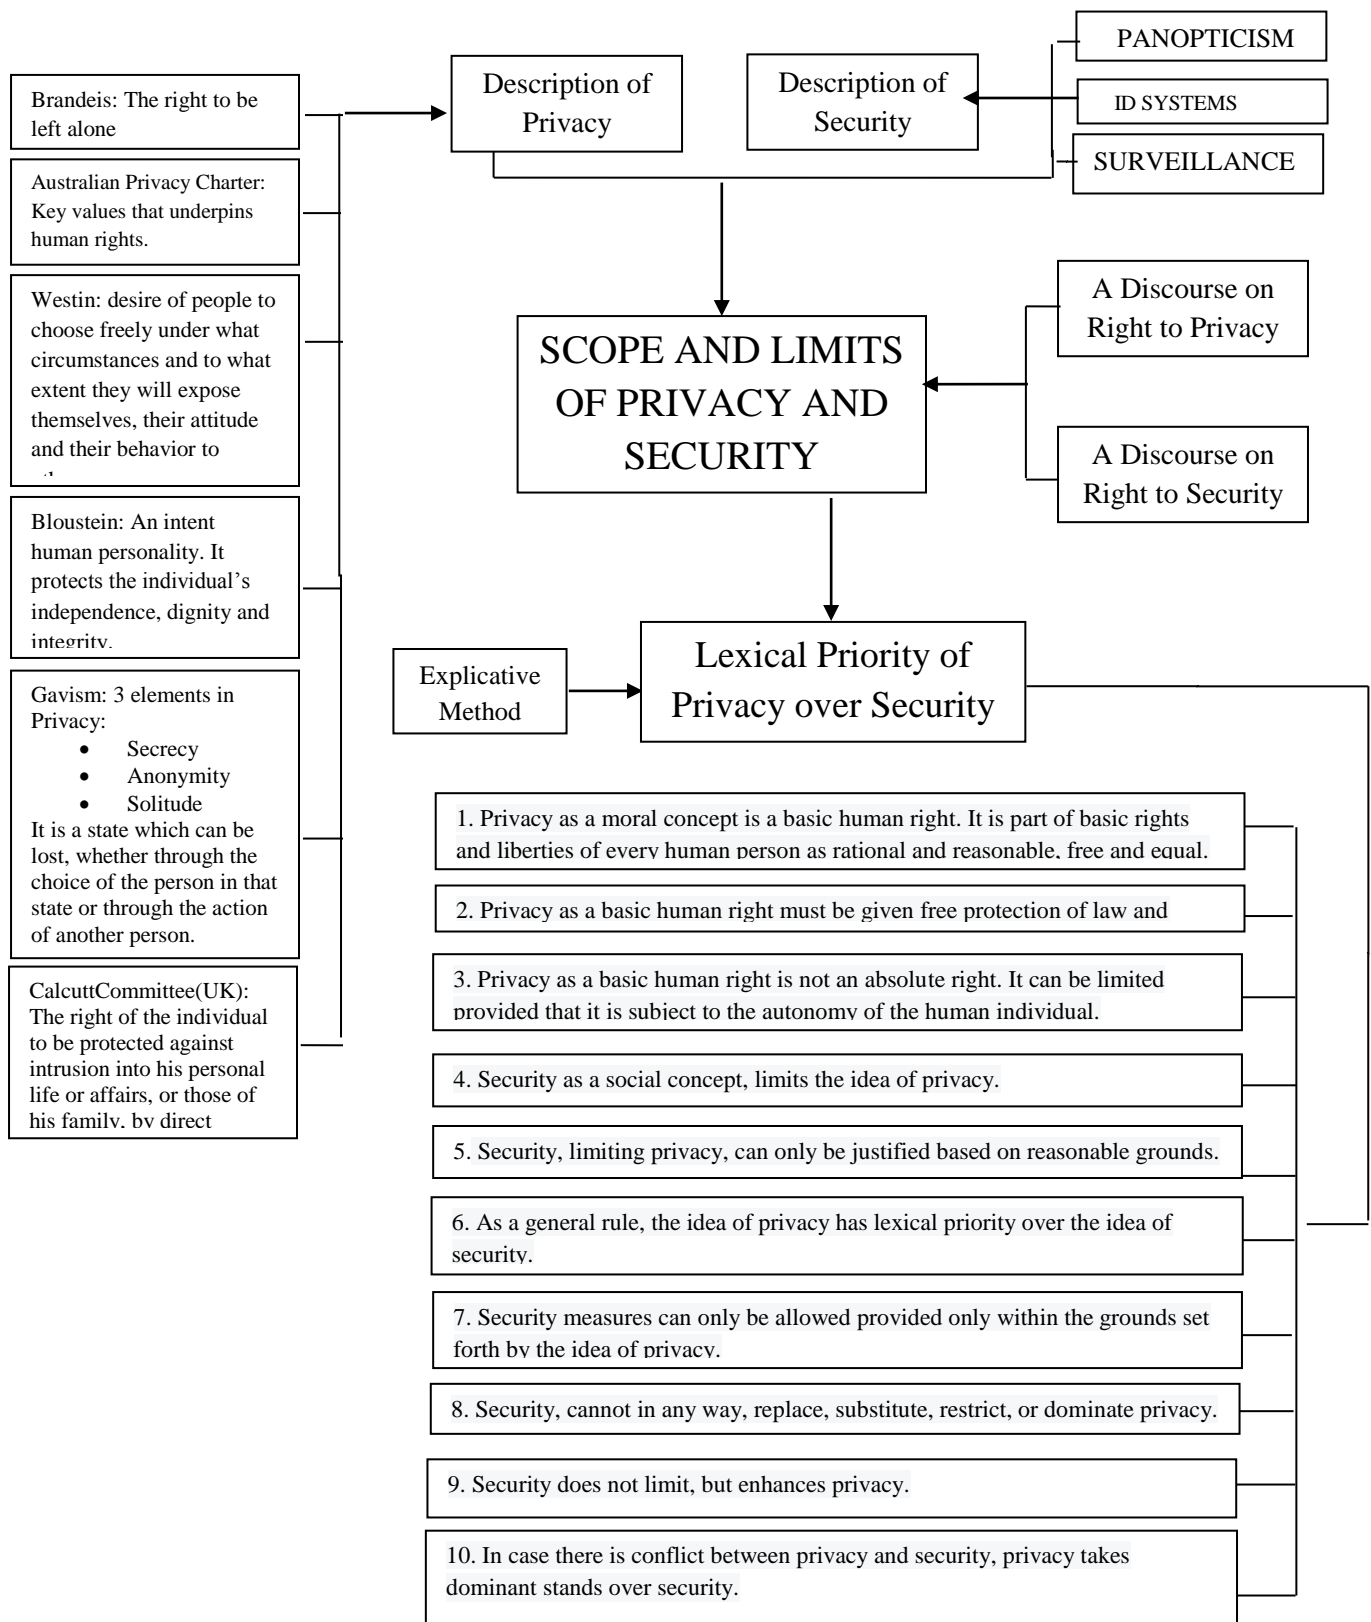 PANOPTICISM
ID SYSTEMS
SURVEILLANCE
Description of
Privacy
Description of
Security
Brandeis: The right to be
left alone
Australian Privacy Charter:
Key values that underpins
human rights.
Westin: desire of people to
choose freely under what
circumstances and to what
extent they will expose
themselves, their attitude
and their behavior to
Bloustein: An intent
human personality. It
protects the individual’s
independence, dignity and
integrity.
Gavism: 3 elements in
Privacy:
• Secrecy
• Anonymity
• Solitude
It is a state which can be
lost, whether through the
choice of the person in that
state or through the action
of another person.
CalcuttCommittee(UK):
The right of the individual
to be protected against
intrusion into his personal
life or affairs, or those of
his family, by direct
SCOPE AND LIMITS
OF PRIVACY AND
SECURITY
A Discourse on
Right to Privacy
A Discourse on
Right to Security
Explicative
Method
Lexical Priority of
Privacy over Security
1. Privacy as a moral concept is a basic human right. It is part of basic rights
and liberties of every human person as rational and reasonable, free and equal.
2. Privacy as a basic human right must be given free protection of law and
3. Privacy as a basic human right is not an absolute right. It can be limited
provided that it is subject to the autonomy of the human individual.
4. Security as a social concept, limits the idea of privacy.
5. Security, limiting privacy, can only be justified based on reasonable grounds.
6. As a general rule, the idea of privacy has lexical priority over the idea of
security.
7. Security measures can only be allowed provided only within the grounds set
forth by the idea of privacy.
8. Security, cannot in any way, replace, substitute, restrict, or dominate privacy.
9. Security does not limit, but enhances privacy.
10. In case there is conflict between privacy and security, privacy takes
dominant stands over security.